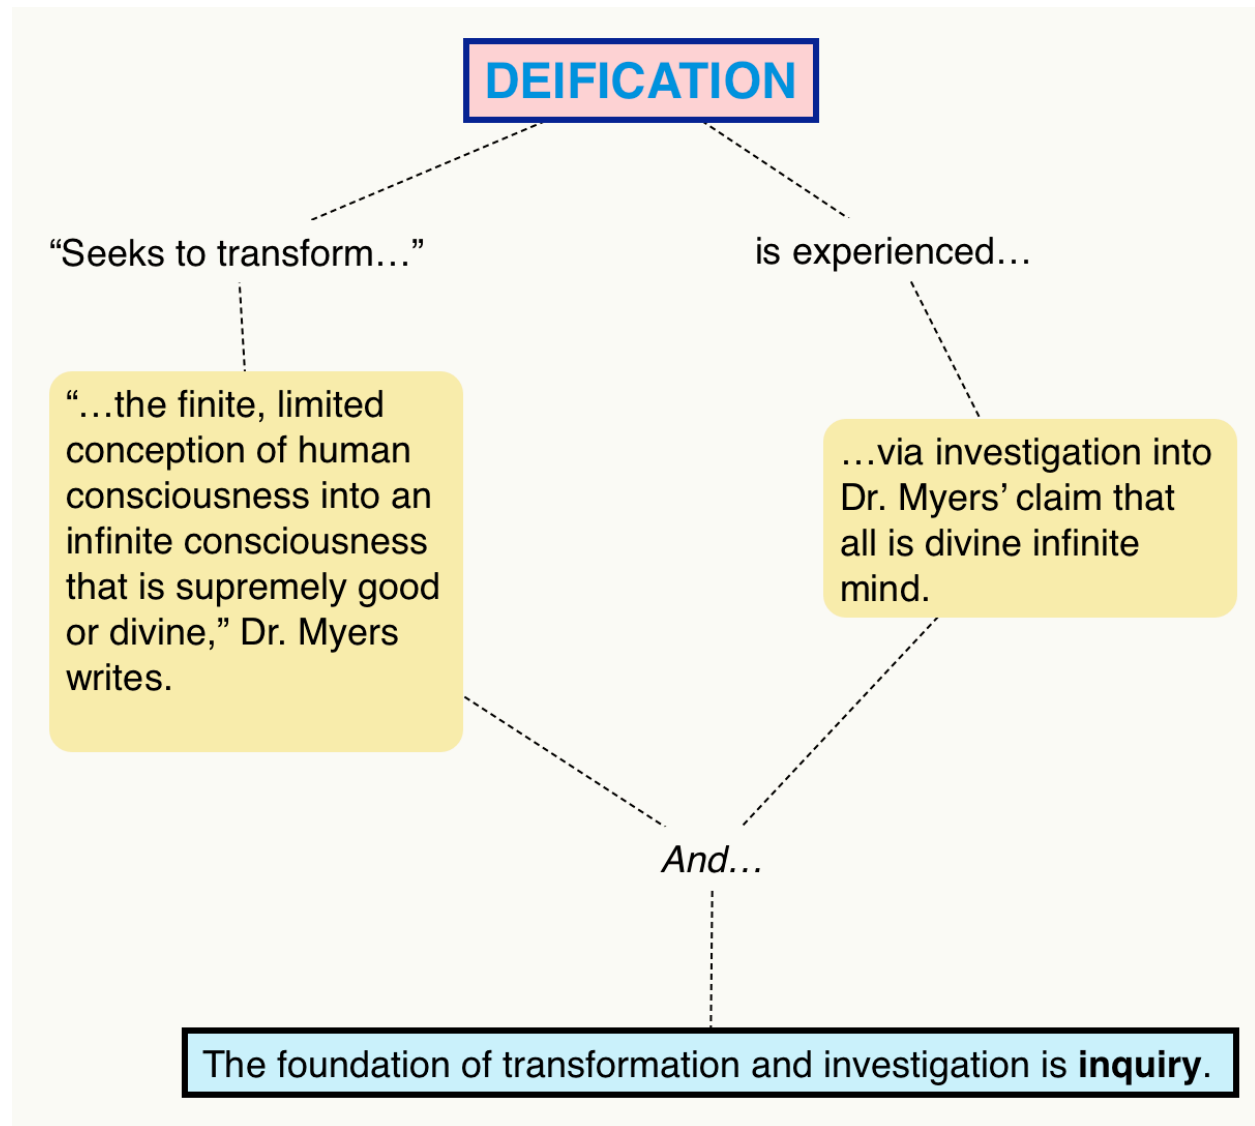 DEIFICATION
“Seeks to transform…”
is experienced…
“…the finite, limited
conception of human
consciousness into an
infinite consciousness
that is supremely good
or divine,” Dr. Myers
writes.
…via investigation into
Dr. Myers’ claim that
all is divine infinite
mind.
And…
The foundation of transformation and investigation is inquiry.